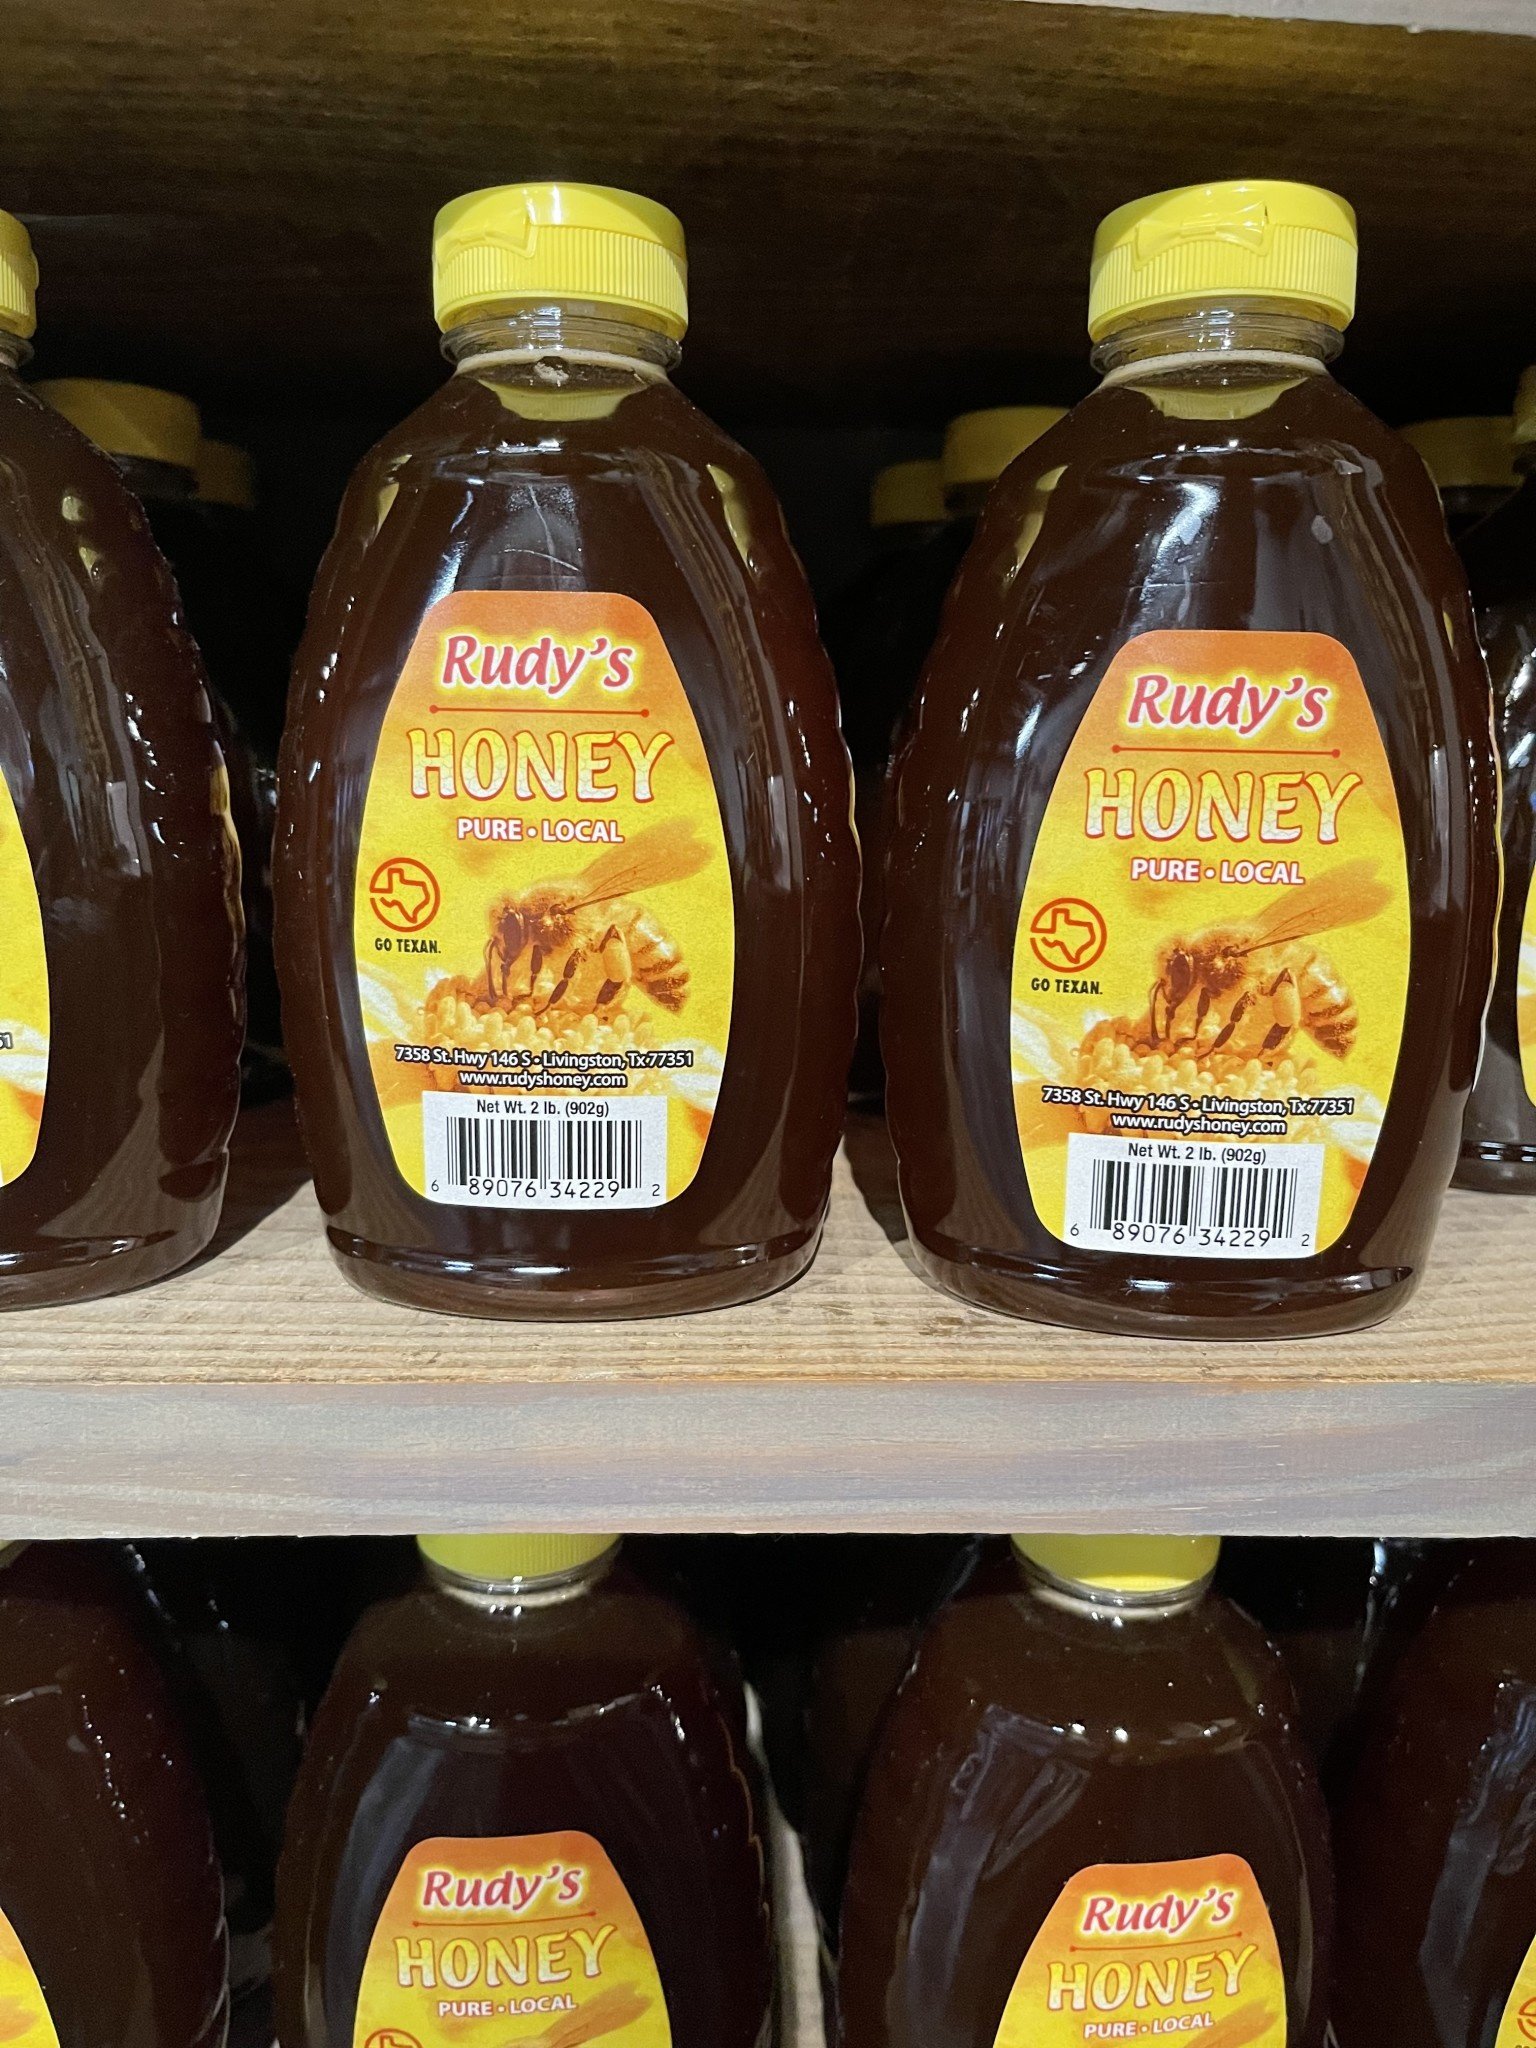 Rudy's
HONEY
PURE • LOCAL
GO TEXAN.
7358 St. Hwy 146 S • Livingston, Tx 77351
www.rudyshoney.com
Net Wt. 2 lb. (902g)
6 89076 34229 2
Rudy's
HONEY
PURE • LOCAL
GO TEXAN.
7358 St. Hwy 146 S • Livingston, Tx 77351
www.rudyshoney.com
Net Wt. 2 lb. (902g)
6 89076 34229 2
51
Rudy's
HONEY
PURE • LOCAL
Rudy's
HONEY
PURE • LOCAL